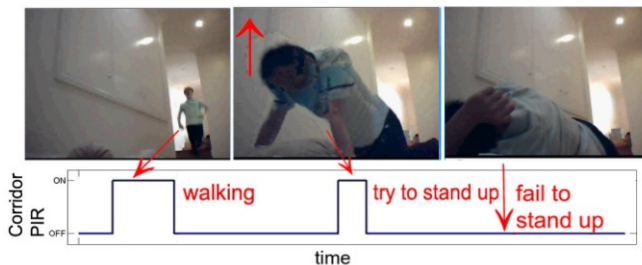 ON
OFF
Corridor
PIR
walking
try to stand up
fail to
stand up
time